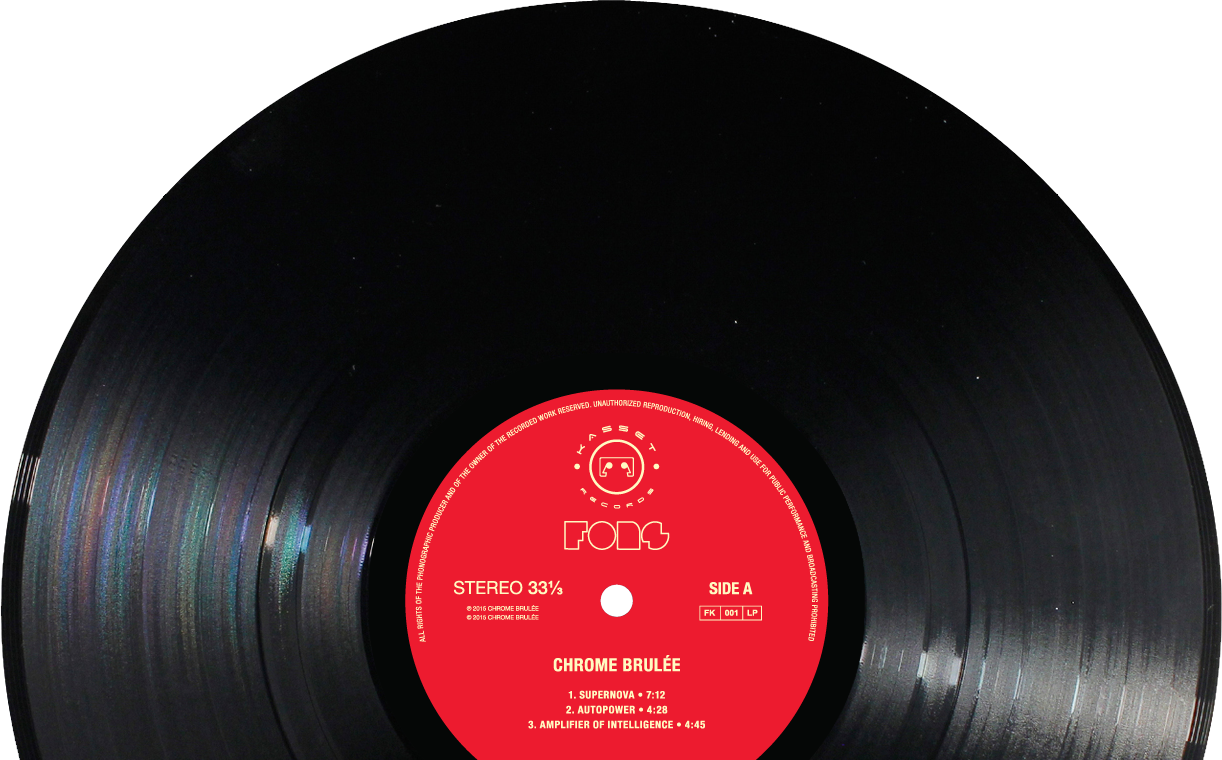 ALL RIGHTS OF THE PHONOGRAPHIC PRODUCER AND OF THE OWNER OF THE RECORDED WORK RESERVED. UNAUTHORIZED REPRODUCTION, HIRING, LENDING AND USE FOR PUBLIC PERFORMANCE AND BROADCASTING PROHIBITED
KASSET
RECORDS
FONS
STEREO 33⅓
℗ 2015 CHROME BRULÉE
© 2015 CHROME BRULÉE
SIDE A
FK 001 LP
CHROME BRULÉE
1. SUPERNOVA • 7:12
2. AUTOPOWER • 4:28
3. AMPLIFIER OF INTELLIGENCE • 4:45